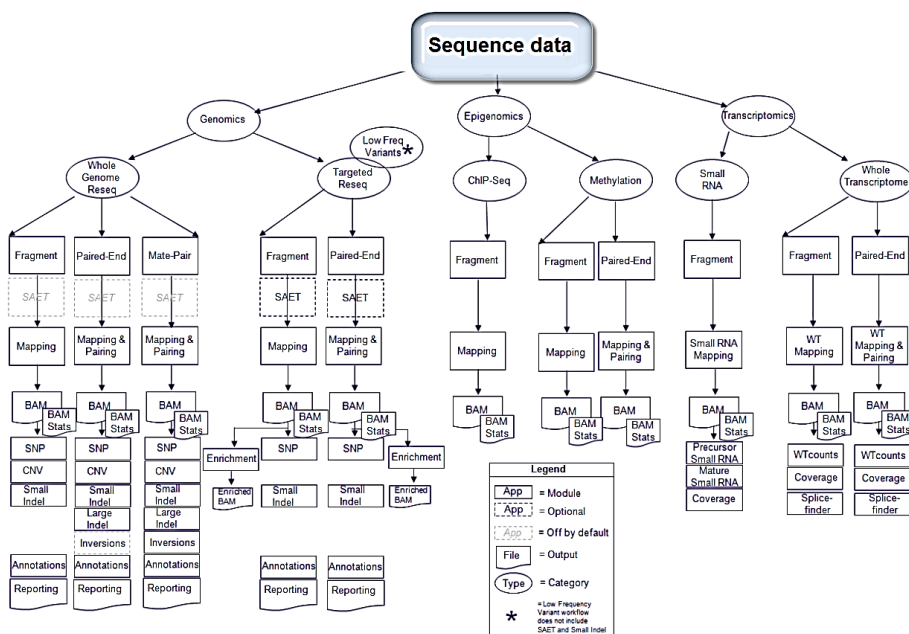 Sequence data
Genomics
Epigenomics
Transcriptomics
Low Freq
Variants*
Whole
Genome
Reseq
Targeted
Reseq
ChIP-Seq
Methylation
Small
RNA
Whole
Transcriptome
Fragment Paired-End Mate-Pair Fragment Paired-End Fragment Fragment Paired-End Fragment Fragment Paired-End
SAET SAET SAET SAET SAET
Mapping Mapping & Pairing Mapping & Pairing Mapping Mapping & Pairing Mapping Mapping Mapping & Pairing Small RNA Mapping WT Mapping WT Mapping & Pairing
BAM BAM BAM BAM BAM BAM BAM BAM BAM BAM BAM
BAM Stats BAM Stats BAM Stats BAM Stats BAM Stats BAM Stats BAM Stats BAM Stats BAM Stats BAM Stats BAM Stats
SNP SNP SNP Enrichment SNP SNP Enrichment Precursor Small RNA WTcounts WTcounts
CNV CNV CNV Mature Small RNA Coverage Coverage
Small Indel Small Indel Small Indel Enriched BAM Small Indel Small Indel Enriched BAM Coverage Splice-finder Splice-finder
Large Indel Large Indel
Inversions Inversions
Annotations Annotations Annotations Annotations Annotations
Reporting Reporting Reporting Reporting Reporting
Legend
App = Module
App = Optional
App = Off by default
File = Output
Type = Category
* = Low Frequency
Variant workflow
does not include
SAET and Small Indel